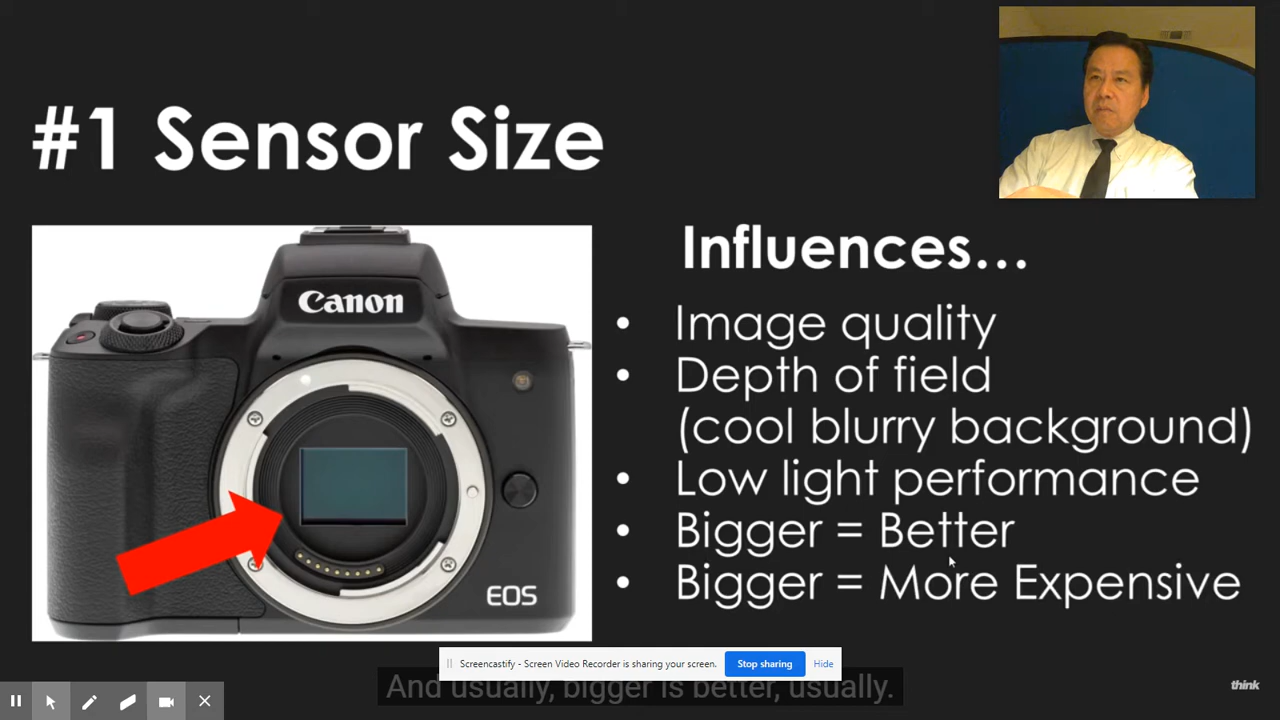 #1 Sensor Size
Canon
EOS
Influences...
• Image quality
• Depth of field
(cool blurry background)
• Low light performance
• Bigger = Better
• Bigger = More Expensive
Screencastify - Screen Video Recorder is sharing your screen.
Stop sharing
Hide
And usually, bigger is better, usually.
think